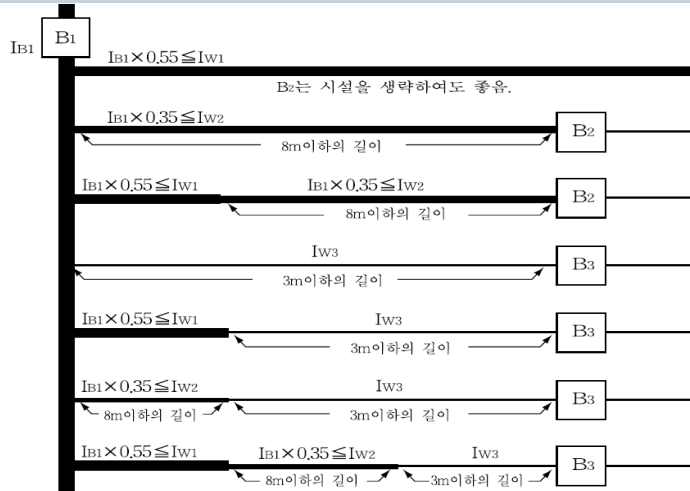 IB1 B1
IB1×0.55≦IW1
B2는 시설을 생략하여도 좋음.
IB1×0.35≦IW2
8m이하의 길이
B2
IB1×0.55≦IW1 IB1×0.35≦IW2
8m이하의 길이
B2
IW3
3m이하의 길이
B3
IB1×0.55≦IW1 IW3
3m이하의 길이
B3
IB1×0.35≦IW2 IW3
8m이하의 길이 3m이하의 길이
B3
IB1×0.55≦IW1 IB1×0.35≦IW2 IW3
8m이하의 길이 3m이하의 길이
B3